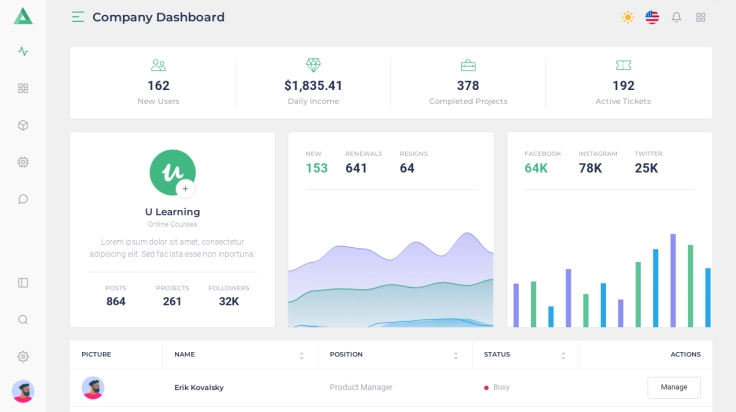 Company Dashboard
162
New Users
$1,835.41
Daily Income
378
Completed Projects
192
Active Tickets
U Learning
Online Courses
Lorem ipsum dolor sit amet, consectetur
adipiscing elit. Sed fac ista esse non inportuna.
POSTS PROJECTS FOLLOWERS
864 261 32K
NEW RENEWALS RESIGNS
153 641 64
FACEBOOK INSTAGRAM TWITTER
64K 78K 25K
PICTURE NAME POSITION STATUS ACTIONS
Erik Kovalsky Product Manager Busy Manage